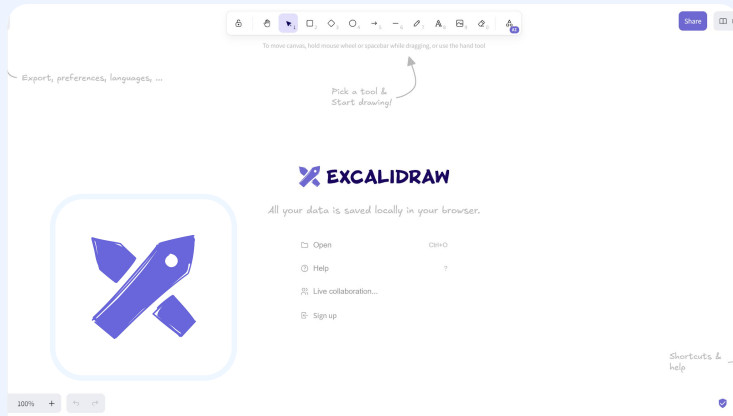 Share
To move canvas, hold mouse wheel or spacebar while dragging, or use the hand tool
Export, preferences, languages, ...
Pick a tool &
Start drawing!
EXCALIDRAW
All your data is saved locally in your browser.
Open Ctrl+O
Help ?
Live collaboration...
Sign up
Shortcuts &
help
100%